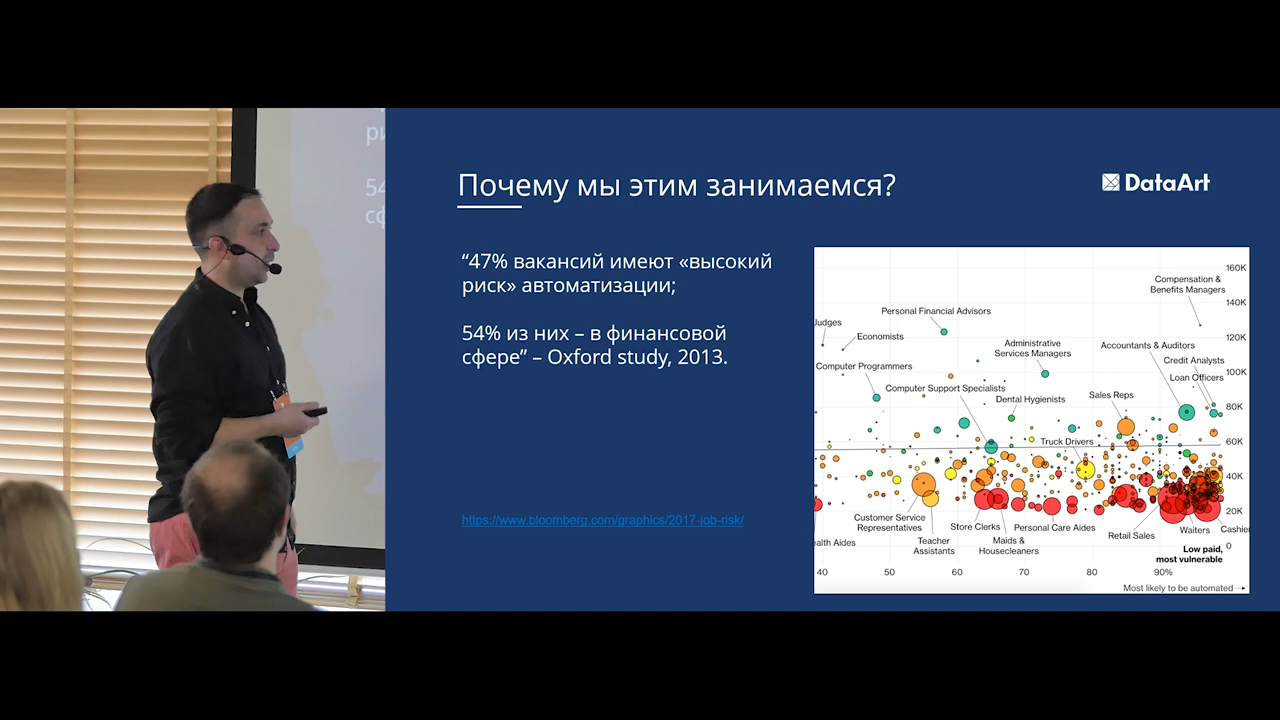 ри
54
сф
Почему мы этим занимаемся?
DataArt
“47% вакансий имеют «высокий
риск» автоматизации;
54% из них – в финансовой
сфере” – Oxford study, 2013.
https://www.bloomberg.com/graphics/2017-job-risk/
160K
Compensation &
Benefits Managers
140K
Personal Financial Advisors
Judges
Economists
120K
Administrative
Services Managers
Accountants & Auditors
Credit Analysts
Computer Programmers
100K
Loan Officers
Computer Support Specialists
Dental Hygienists
Sales Reps
80K
Truck Drivers
60K
40K
20K
Customer Service
Representatives
Store Clerks
Personal Care Aides
Retail Sales
Waiters
Cashier
ealth Aides
Teacher
Assistants
Maids &
Housecleaners
Low paid,
most vulnerable
0
40
50
60
70
80
90%
Most likely to be automated →